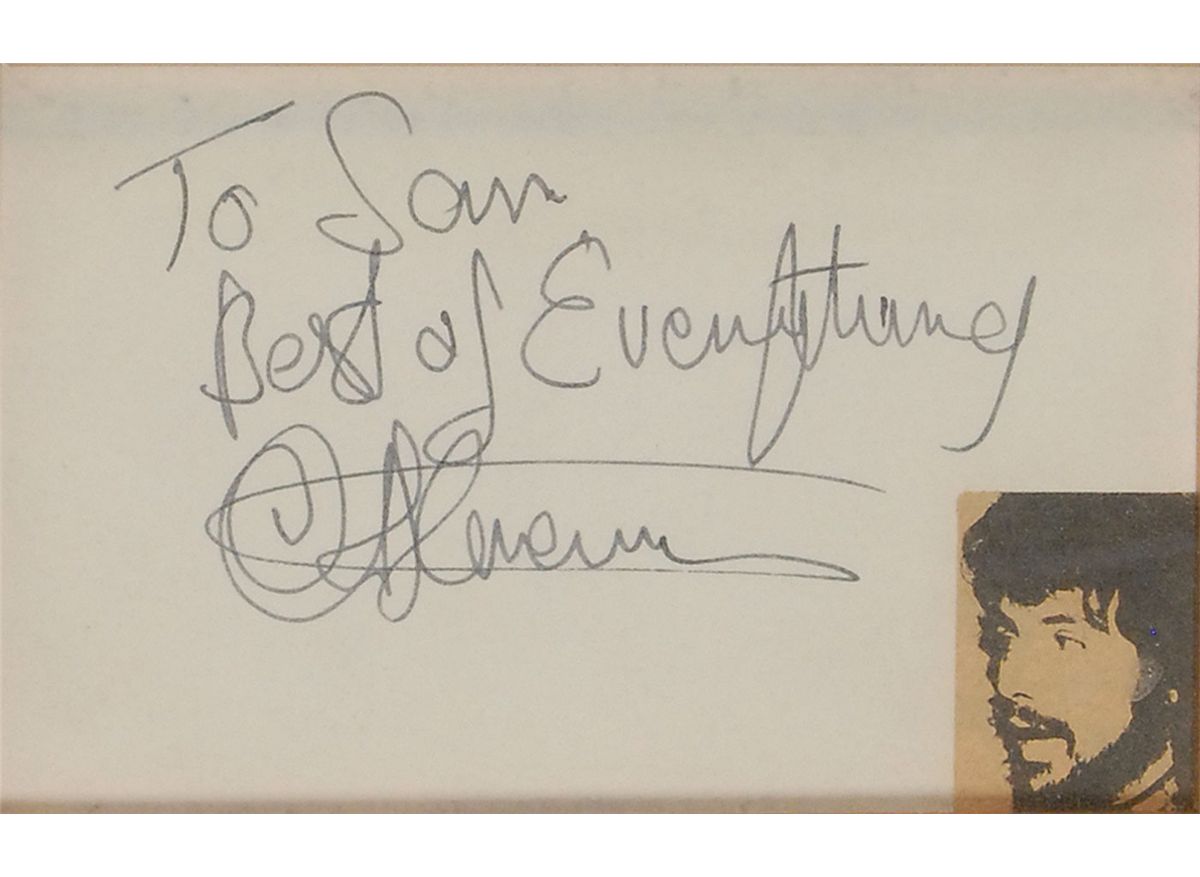 To Sam
Best of Everything